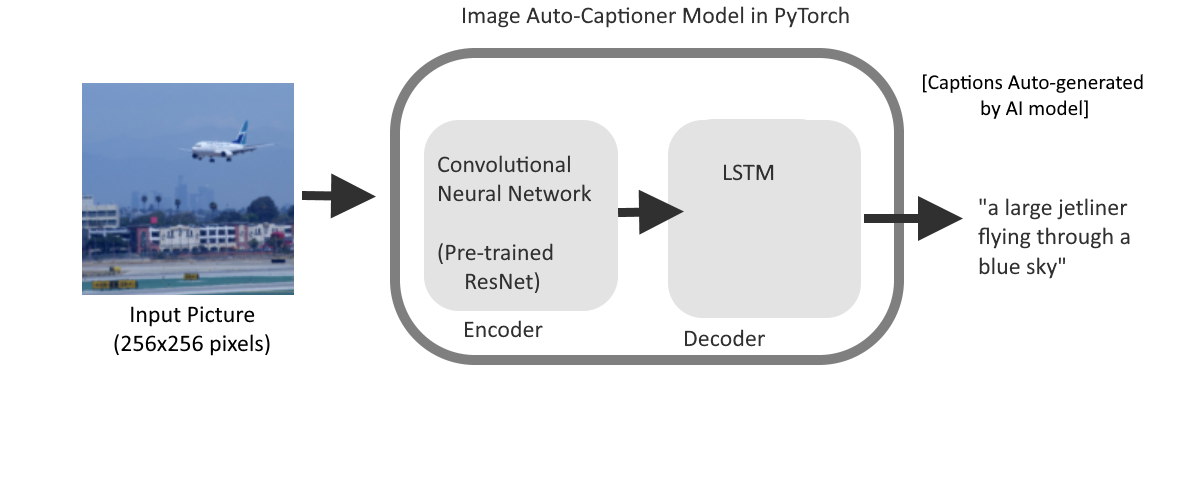 Image Auto-Captioner Model in PyTorch
[Captions Auto-generated
by AI model]
Convolutional
Neural Network
(Pre-trained
ResNet)
Encoder
LSTM
Decoder
"a large jetliner
flying through a
blue sky"
Input Picture
(256x256 pixels)